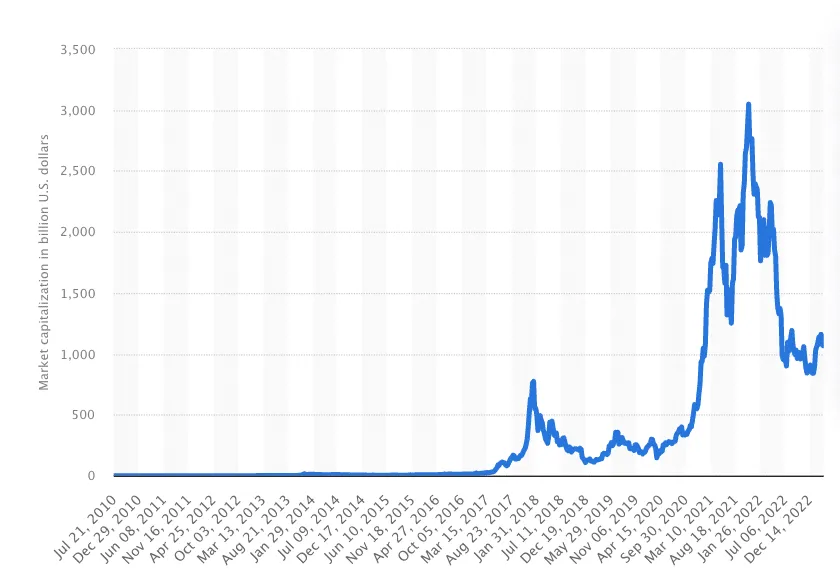 3,500
3,000
2,500
2,000
1,500
1,000
500
0
Market capitalization in billion U.S. dollars
Jul 21, 2010
Dec 29, 2010
Jun 08, 2011
Nov 16, 2011
Apr 25, 2012
Oct 03, 2012
Mar 13, 2013
Aug 21, 2013
Jan 29, 2014
Jul 09, 2014
Dec 17, 2014
Jun 10, 2015
Nov 18, 2015
Apr 27, 2016
Oct 05, 2016
Mar 15, 2017
Aug 23, 2017
Jan 31, 2018
Jul 11, 2018
Dec 19, 2018
May 29, 2019
Nov 06, 2019
Apr 15, 2020
Sep 30, 2020
Mar 10, 2021
Aug 18, 2021
Jan 26, 2022
Jul 06, 2022
Dec 14, 2022